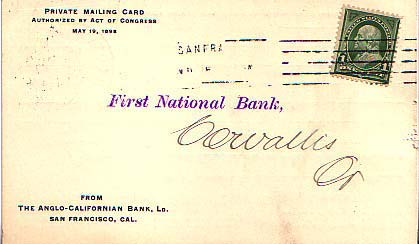 PRIVATE MAILING CARD
AUTHORIZED BY ACT OF CONGRESS
MAY 19, 1898
SANFRA
First National Bank,
Corvallis
Or
FROM
THE ANGLO-CALIFORNIAN BANK, LD.
SAN FRANCISCO, CAL.